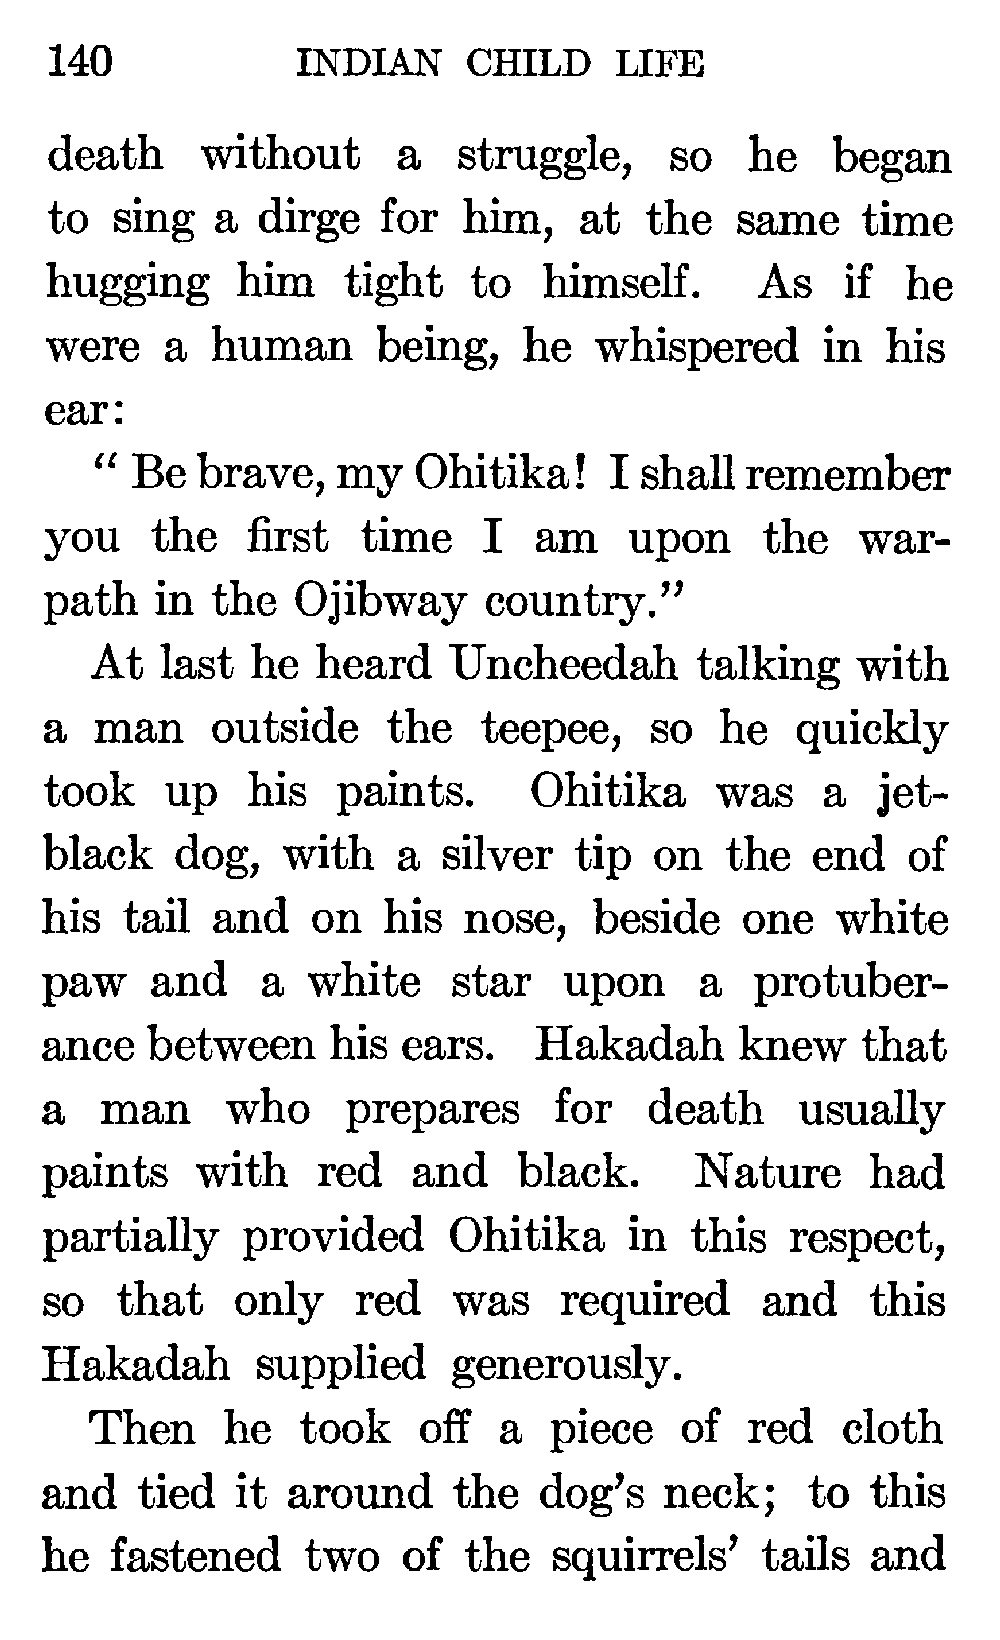 140 INDIAN CHILD LIFE
death without a struggle, so he began
to sing a dirge for him, at the same time
hugging him tight to himself. As if he
were a human being, he whispered in his
ear:
" Be brave, my Ohitika! I shall remember
you the first time I am upon the war-
path in the Ojibway country."
At last he heard Uncheedah talking with
a man outside the teepee, so he quickly
took up his paints. Ohitika was a jet-
black dog, with a silver tip on the end of
his tail and on his nose, beside one white
paw and a white star upon a protuber-
ance between his ears. Hakadah knew that
a man who prepares for death usually
paints with red and black. Nature had
partially provided Ohitika in this respect,
so that only red was required and this
Hakadah supplied generously.
Then he took off a piece of red cloth
and tied it around the dog's neck; to this
he fastened two of the squirrels' tails and